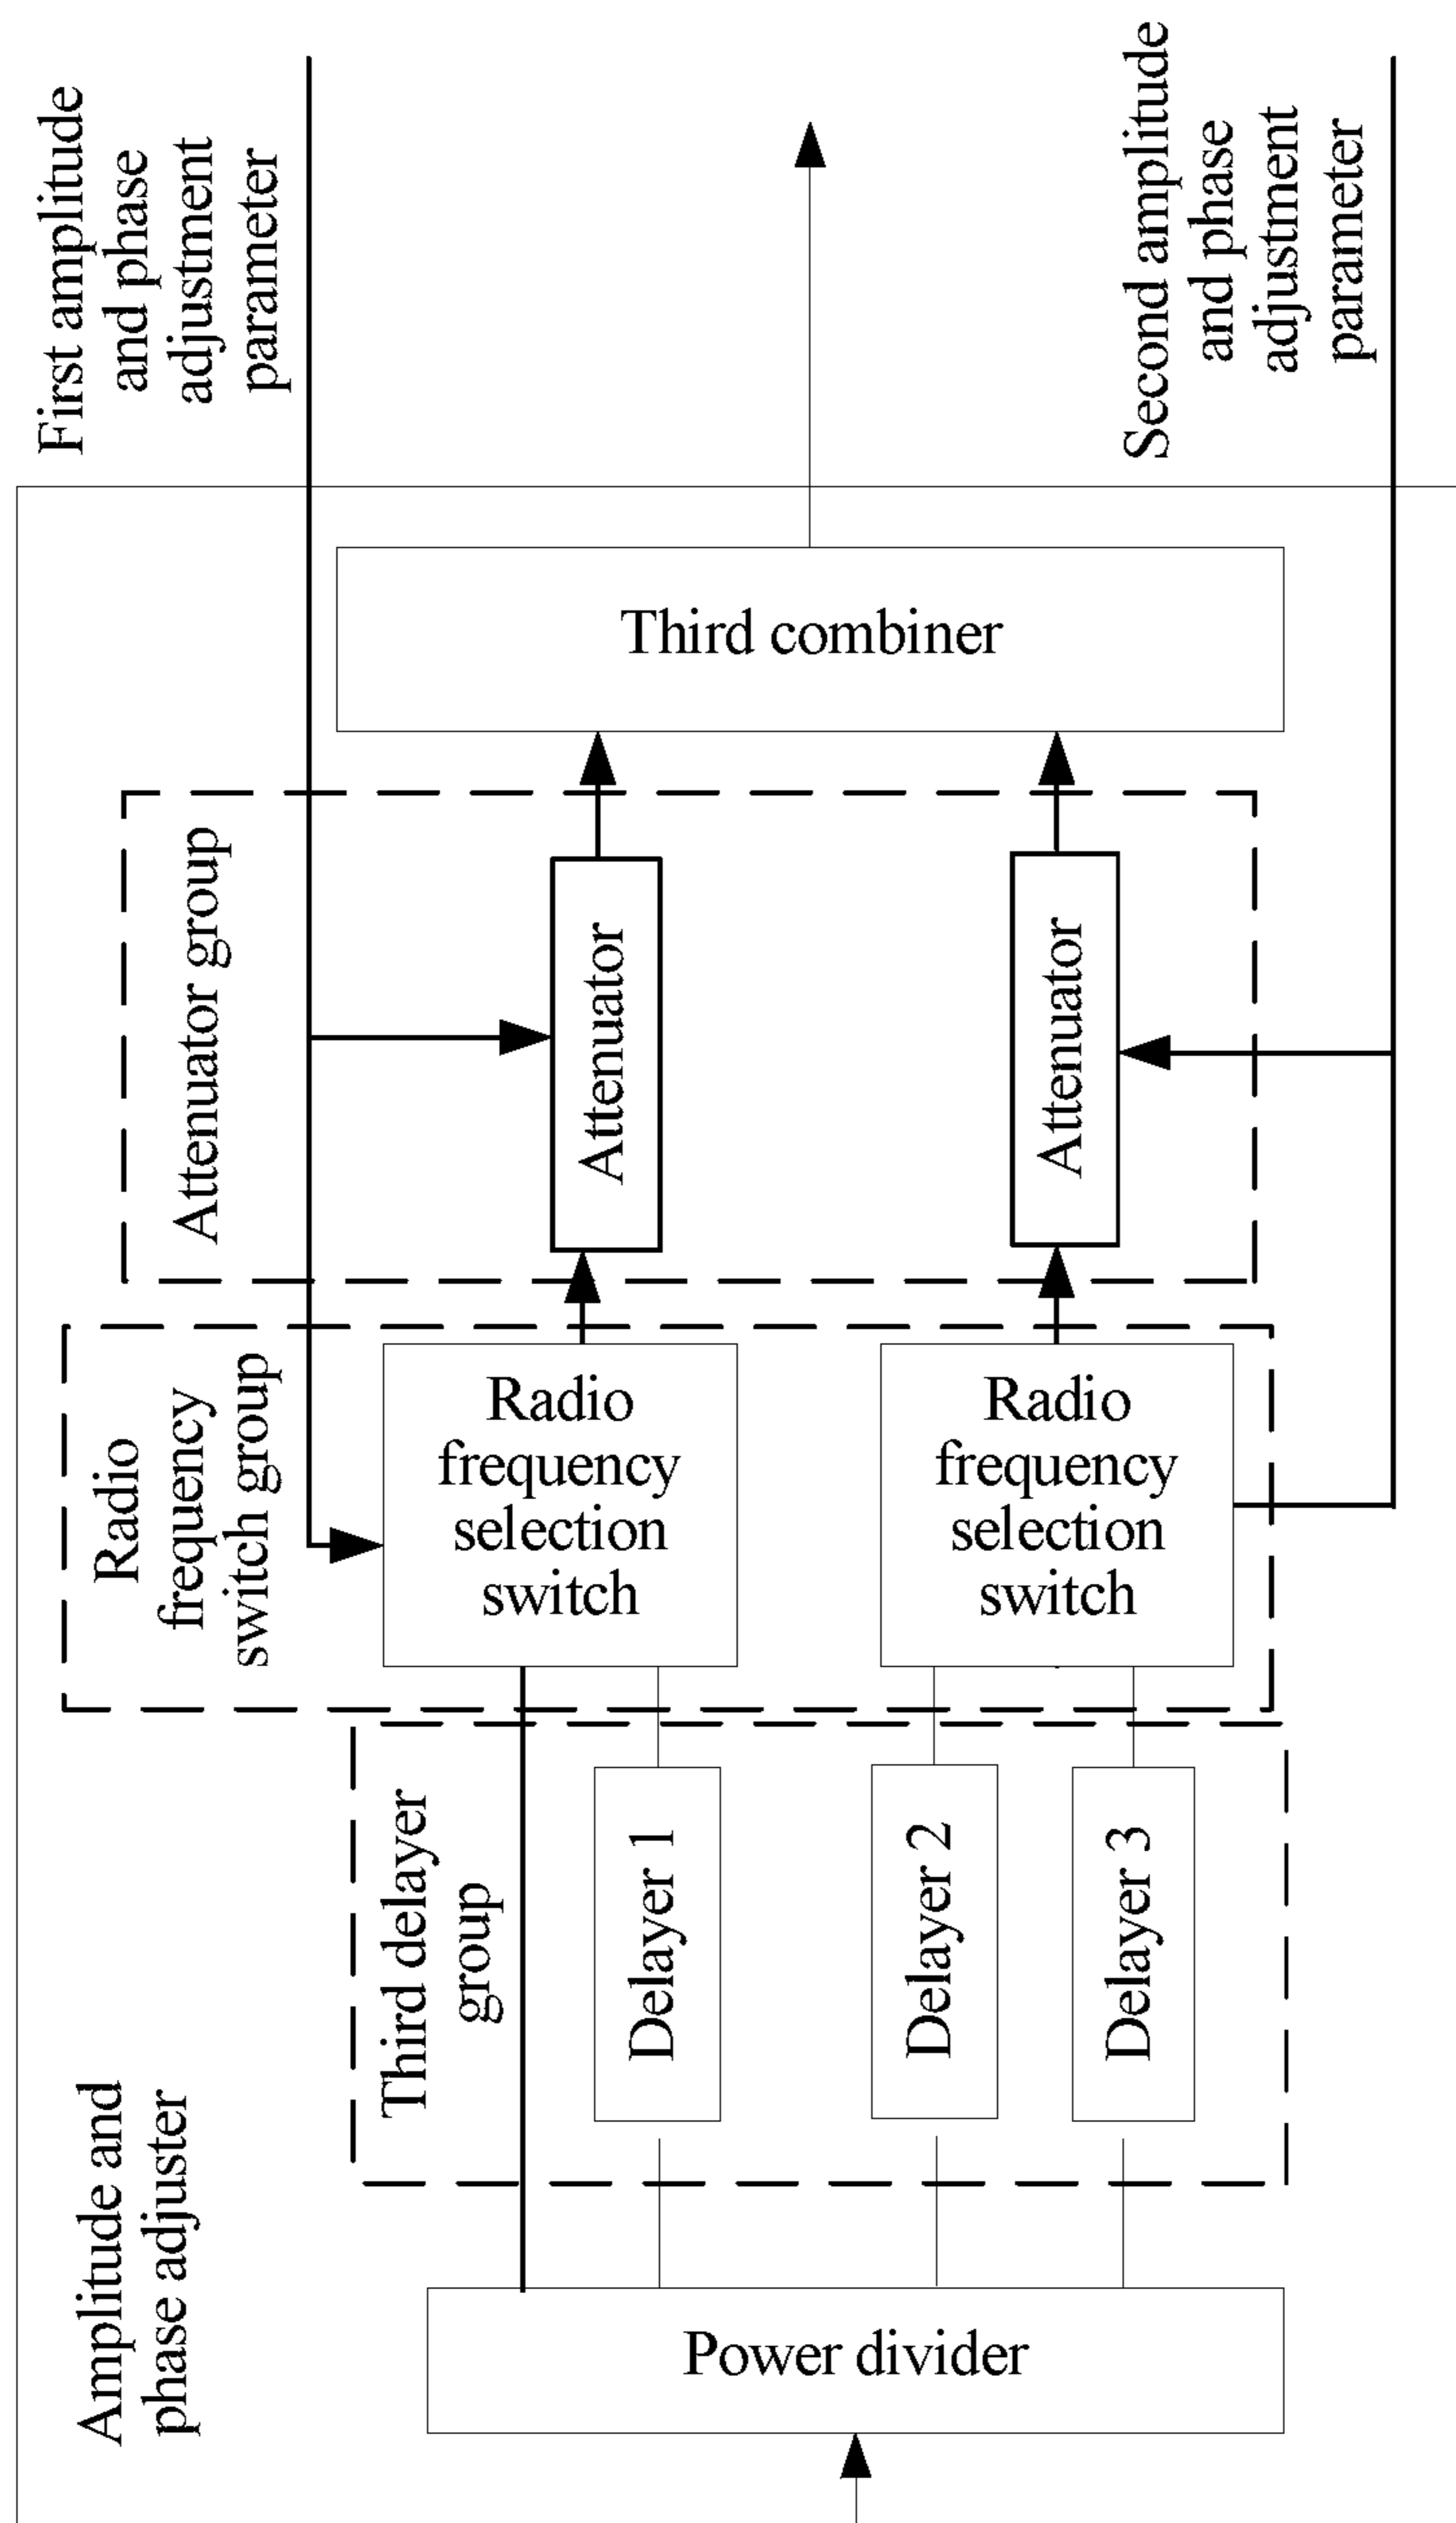 First amplitude
and phase
adjustment
parameter
Second amplitude
and phase
adjustment
parameter
Third combiner
Attenuator group
Attenuator
Attenuator
Radio
frequency
switch group
Radio
frequency
selection
switch
Radio
frequency
selection
switch
Third delayer
group
Delayer 1
Delayer 2
Delayer 3
Amplitude and
phase adjuster
Power divider